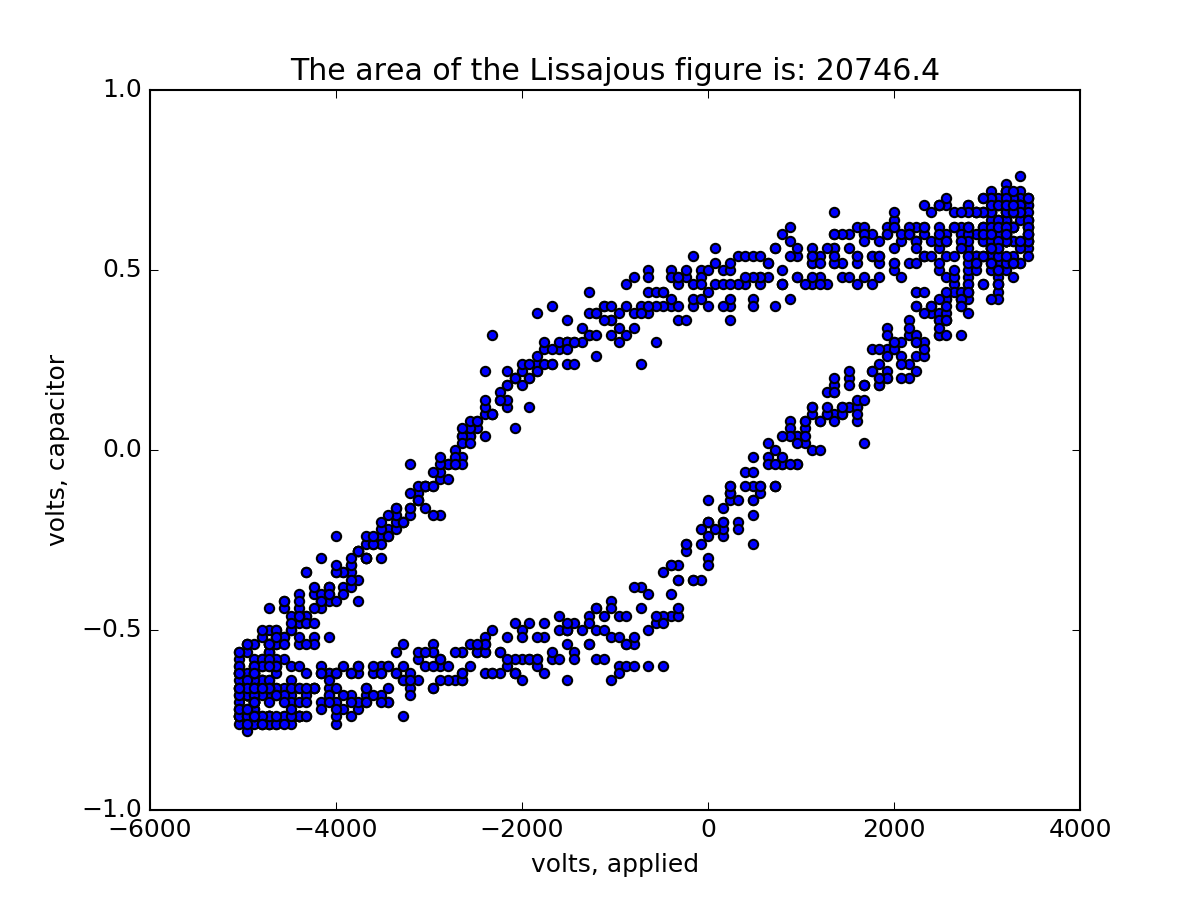 The area of the Lissajous figure is: 20746.4
1.0
0.5
0.0
−0.5
−1.0
volts, capacitor
−6000 −4000 −2000 0 2000 4000
volts, applied